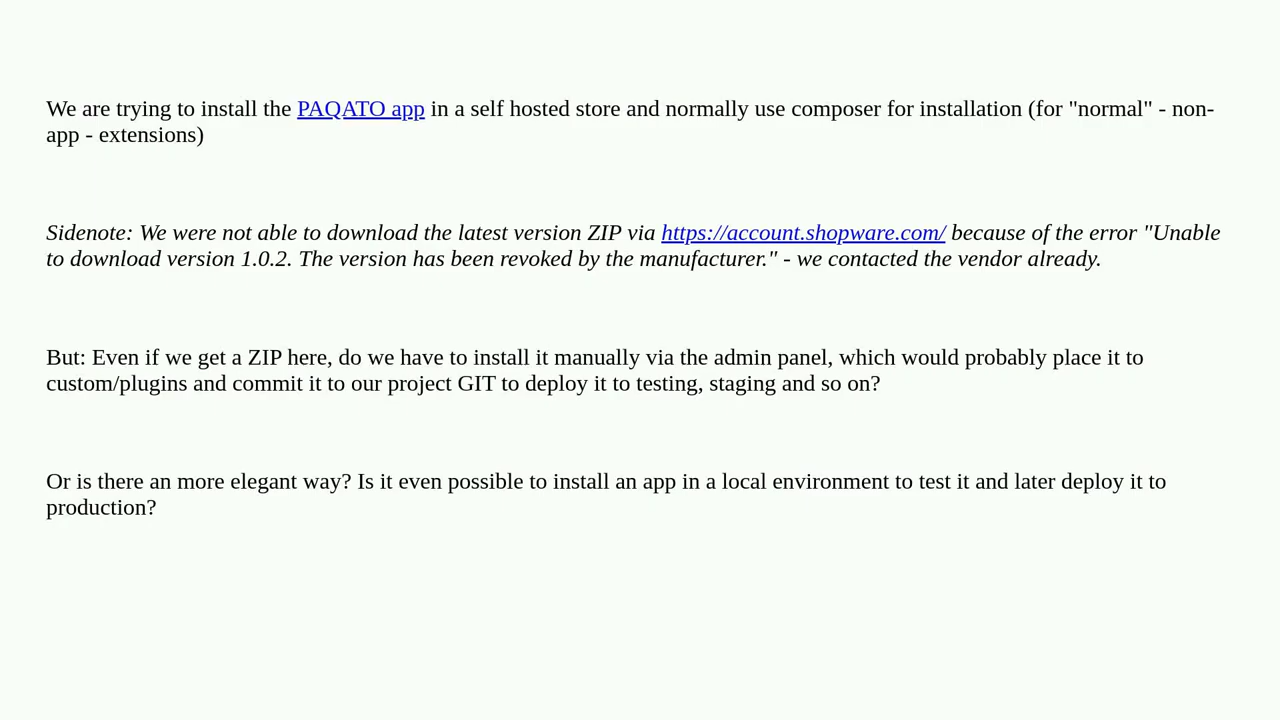 We are trying to install the PAQATO app in a self hosted store and normally use composer for installation (for "normal" - non-
app - extensions)
Sidenote: We were not able to download the latest version ZIP via https://account.shopware.com/ because of the error "Unable
to download version 1.0.2. The version has been revoked by the manufacturer." - we contacted the vendor already.
But: Even if we get a ZIP here, do we have to install it manually via the admin panel, which would probably place it to
custom/plugins and commit it to our project GIT to deploy it to testing, staging and so on?
Or is there an more elegant way? Is it even possible to install an app in a local environment to test it and later deploy it to
production?